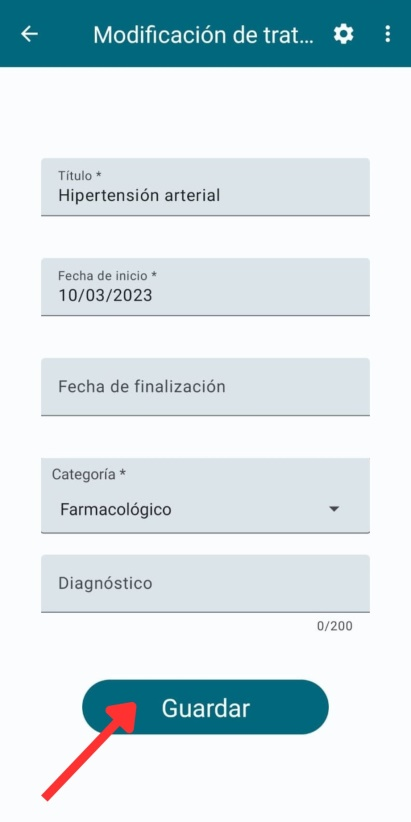 Modificación de trat...
Título *
Hipertensión arterial
Fecha de inicio *
10/03/2023
Fecha de finalización
Categoría *
Farmacológico
Diagnóstico
0/200
Guardar